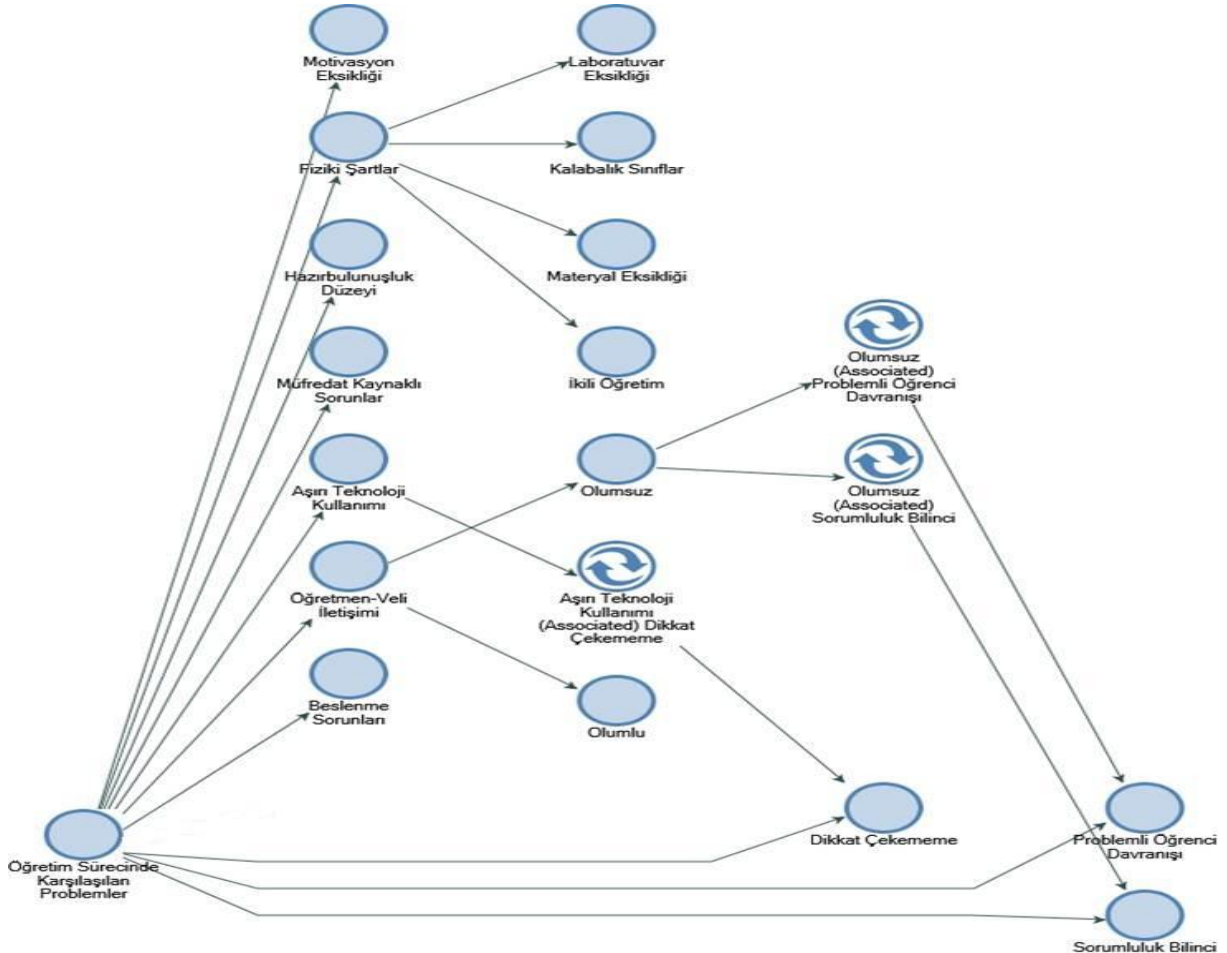 Motivasyon
Eksikliği
Laboratuvar
Eksikliği
Fiziki Şartlar
Kalabalık Sınıflar
Hazırbulunuşluk
Düzeyi
Materyal Eksikliği
Müfredat Kaynaklı
Sorunlar
İkili Öğretim
Olumsuz
(Associated)
Problemli Öğrenci
Davranışı
Aşırı Teknoloji
Kullanımı
Olumsuz
Olumsuz
(Associated)
Sorumluluk Bilinci
Öğretmen-Veli
İletişimi
Aşırı Teknoloji
Kullanımı
(Associated) Dikkat
Çekememe
Beslenme
Sorunları
Olumlu
Öğretim Sürecinde
Karşılaşılan
Problemler
Dikkat Çekememe
Problemli Öğrenci
Davranışı
Sorumluluk Bilinci